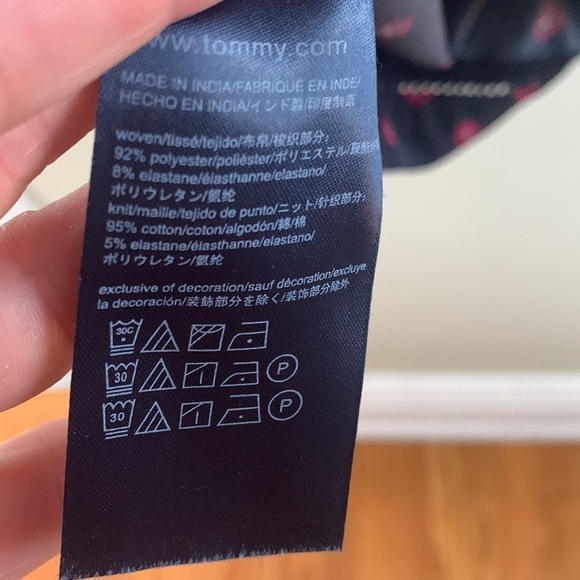 www.tommy.com
MADE IN INDIA/FABRIQUÉ EN INDE/
HECHO EN INDIA/インド製/印度製造
woven/tissé/tejido/布帛/梭织部分:
92% polyester/poliéster/ポリエステル/聚酯
8% elastane/élasthanne/elastano/
ポリウレタン/氨纶
knit/maille/tejido de punto/ニット/针织部分:
95% cotton/coton/algodón/綿/棉
5% elastane/élasthanne/elastano/
ポリウレタン/氨纶
exclusive of decoration/sauf décoration/excluye
la decoración/装飾部分を除く/装饰部分除外
30C
30 P
30 P